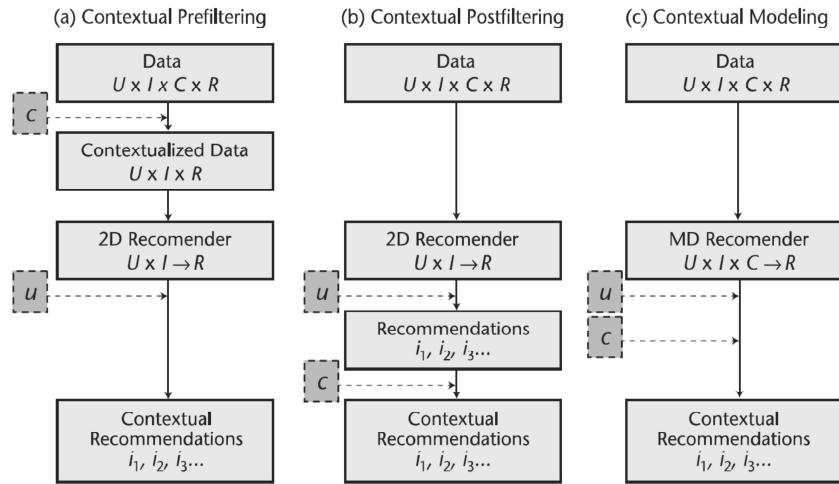 (a) Contextual Prefiltering
Data
U x I x C x R
c
Contextualized Data
U x I x R
2D Recomender
U x I → R
u
Contextual
Recommendations
i₁, i₂, i₃...
(b) Contextual Postfiltering
Data
U x I x C x R
2D Recomender
U x I → R
u
Recommendations
i₁, i₂, i₃...
c
Contextual
Recommendations
i₁, i₂, i₃...
(c) Contextual Modeling
Data
U x I x C x R
MD Recomender
U x I x C → R
u
c
Contextual
Recommendations
i₁, i₂, i₃...